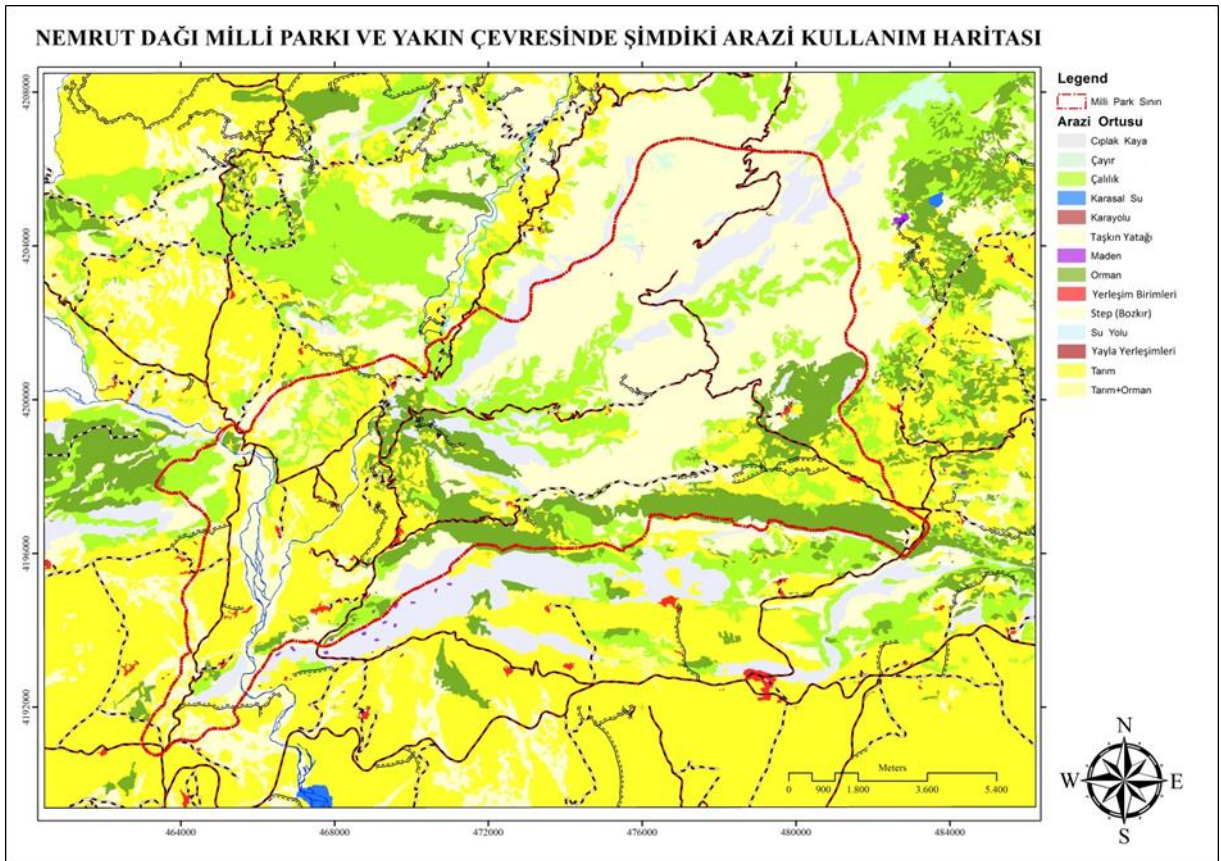 NEMRUT DAĞI MİLLİ PARKI VE YAKIN ÇEVRESİNDE ŞİMDİKİ ARAZİ KULLANIM HARİTASI
Legend
Milli Park Sınırı
Arazi Ortusu
Cıplak Kaya
Çayır
Çalılık
Karasal Su
Karayolu
Taşkın Yatağı
Maden
Orman
Yerleşim Birimleri
Step (Bozkır)
Su Yolu
Yayla Yerleşimleri
Tarım
Tarım+Orman
4208000
4204000
4200000
4196000
4192000
464000 468000 472000 476000 480000 484000
Meters
0 900 1.800 3.600 5.400
N
W E
S